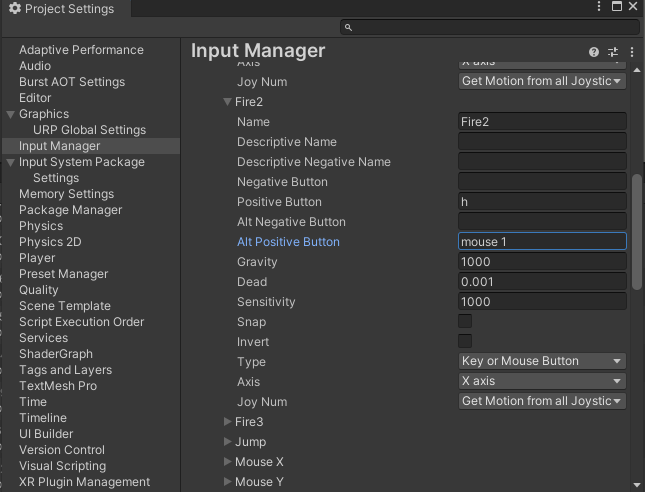 Project Settings
Adaptive Performance
Audio
Burst AOT Settings
Editor
Graphics
URP Global Settings
Input Manager
Input System Package
Settings
Memory Settings
Package Manager
Physics
Physics 2D
Player
Preset Manager
Quality
Scene Template
Script Execution Order
Services
ShaderGraph
Tags and Layers
TextMesh Pro
Time
Timeline
UI Builder
Version Control
Visual Scripting
XR Plugin Management
Input Manager
Axis X axis
Joy Num Get Motion from all Joystic
Fire2
Name Fire2
Descriptive Name
Descriptive Negative Name
Negative Button
Positive Button h
Alt Negative Button
Alt Positive Button mouse 1
Gravity 1000
Dead 0.001
Sensitivity 1000
Snap
Invert
Type Key or Mouse Button
Axis X axis
Joy Num Get Motion from all Joystic
Fire3
Jump
Mouse X
Mouse Y